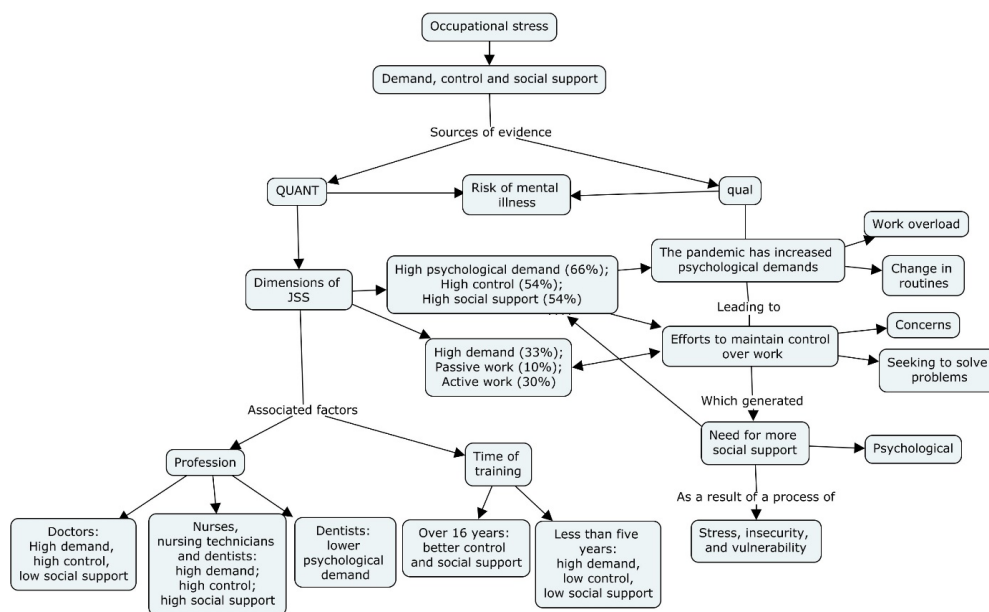 Occupational stress
Demand, control and social support
Sources of evidence
QUANT
Risk of mental
illness
qual
Work overload
The pandemic has increased
psychological demands
Change in
routines
Dimensions of
JSS
High psychological demand (66%);
High control (54%);
High social support (54%)
Leading to
Concerns
Efforts to maintain control
over work
Seeking to solve
problems
High demand (33%);
Passive work (10%);
Active work (30%)
Which generated
Associated factors
Need for more
social support
Psychological
Profession
Time of
training
As a result of a process of
Doctors:
High demand,
high control,
low social support
Nurses,
nursing technicians
and dentists:
high demand;
high control;
high social support
Dentists:
lower
psychological
demand
Over 16 years:
better control
and social support
Less than five
years:
high demand,
low control,
low social support
Stress, insecurity,
and vulnerability